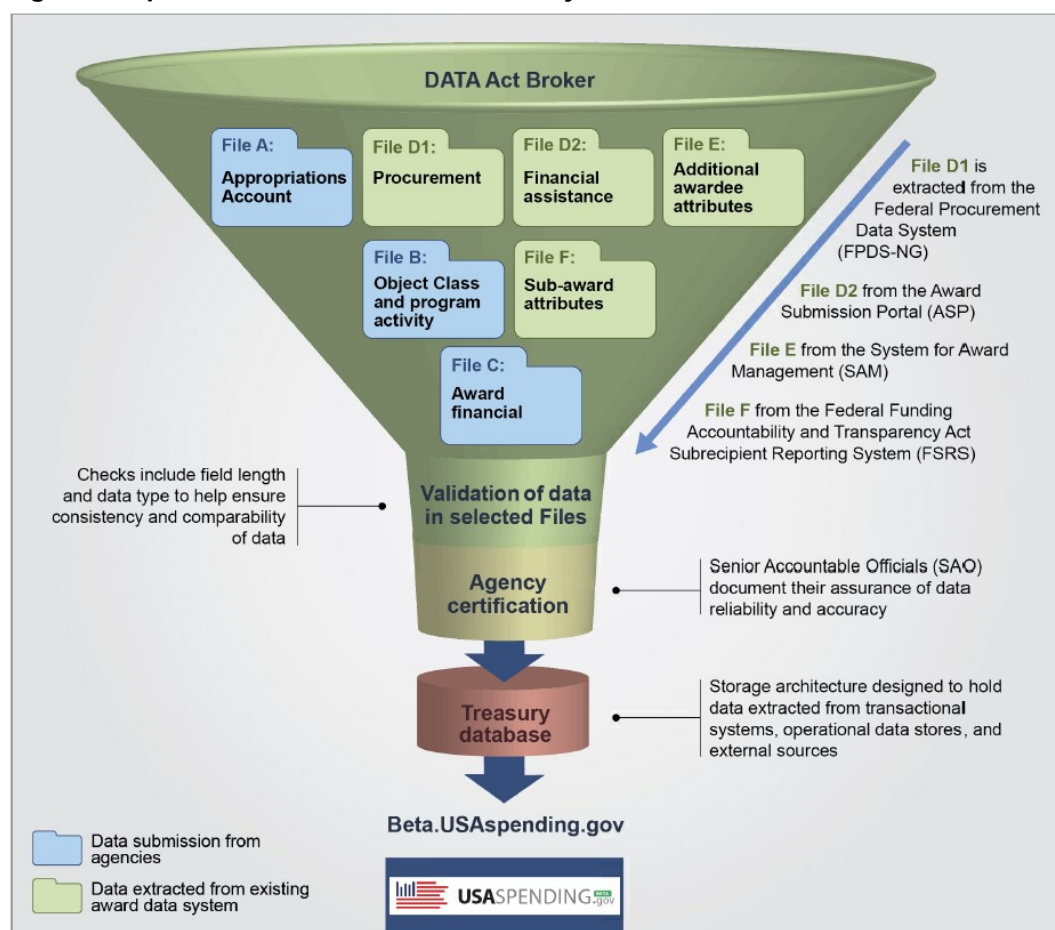 DATA Act Broker
File A:
Appropriations
Account
File D1:
Procurement
File D2:
Financial
assistance
File E:
Additional
awardee
attributes
File B:
Object Class
and program
activity
File F:
Sub-award
attributes
File C:
Award
financial
File D1 is
extracted from the
Federal Procurement
Data System
(FPDS-NG)
File D2 from the Award
Submission Portal (ASP)
File E from the System for Award
Management (SAM)
File F from the Federal Funding
Accountability and Transparency Act
Subrecipient Reporting System (FSRS)
Checks include field length
and data type to help ensure
consistency and comparability
of data
Validation of data
in selected Files
Agency
certification
Senior Accountable Officials (SAO)
document their assurance of data
reliability and accuracy
Treasury
database
Storage architecture designed to hold
data extracted from transactional
systems, operational data stores, and
external sources
Beta.USAspending.gov
USASPENDING BETA .gov
Data submission from
agencies
Data extracted from existing
award data system